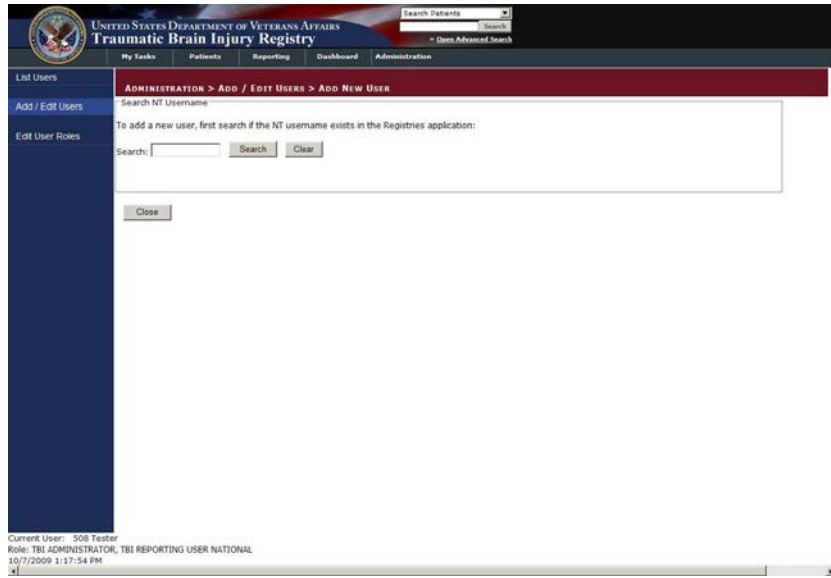 UNITED STATES DEPARTMENT OF VETERANS AFFAIRS
Traumatic Brain Injury Registry
Search Patients
Search
» Open Advanced Search
My Tasks Patients Reporting Dashboard Administration
List Users
Add / Edit Users
Edit User Roles
ADMINISTRATION > ADD / EDIT USERS > ADD NEW USER
Search NT Username
To add a new user, first search if the NT username exists in the Registries application:
Search: Search Clear
Close
Current User: 508 Tester
Role: TBI ADMINISTRATOR, TBI REPORTING USER NATIONAL
10/7/2009 1:17:54 PM